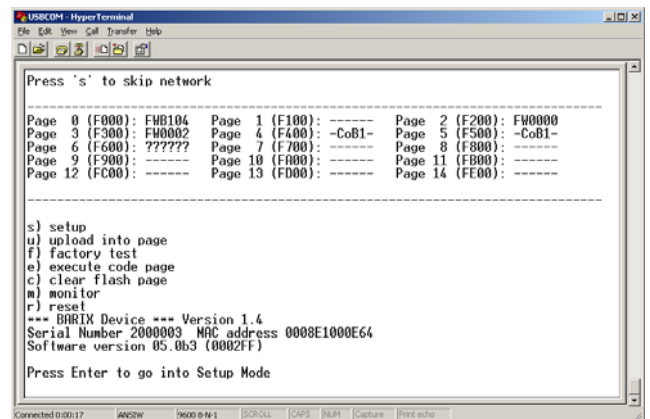 USBCOM - HyperTerminal
File Edit View Call Transfer Help
Press 's' to skip network
--------------------------------------------------------------------------------
Page 0 (F000): FWB104 Page 1 (F100): ------ Page 2 (F200): FW0000
Page 3 (F300): FW0002 Page 4 (F400): -CoB1- Page 5 (F500): -CoB1-
Page 6 (F600): ?????? Page 7 (F700): ------ Page 8 (F800): ------
Page 9 (F900): ------ Page 10 (FA00): ------ Page 11 (FB00): ------
Page 12 (FC00): ------ Page 13 (FD00): ------ Page 14 (FE00): ------
--------------------------------------------------------------------------------
s) setup
u) upload into page
f) factory test
e) execute code page
c) clear flash page
m) monitor
r) reset
*** BARIX Device *** Version 1.4
Serial Number 2000003 MAC address 0008E1000E64
Software version 05.0b3 (0002FF)
Press Enter to go into Setup Mode
Connected 0:00:17 ANSIW 9600 8-N-1 SCROLL CAPS NUM Capture Print echo